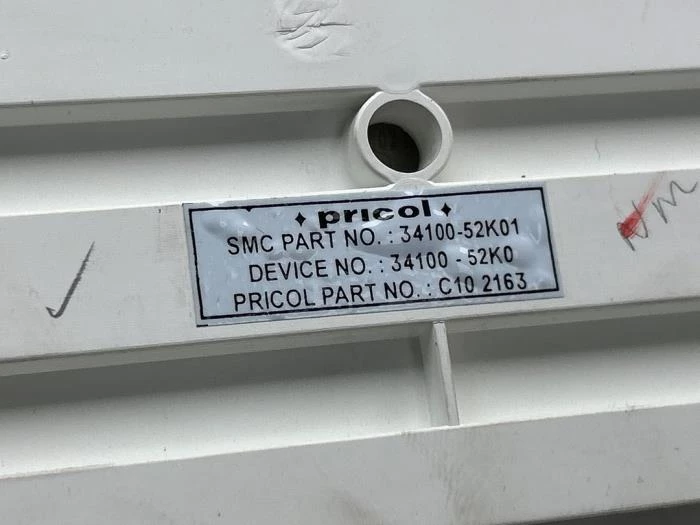 pricol
SMC PART NO. : 34100-52K01
DEVICE NO. : 34100 - 52K0
PRICOL PART NO. : C10 2163